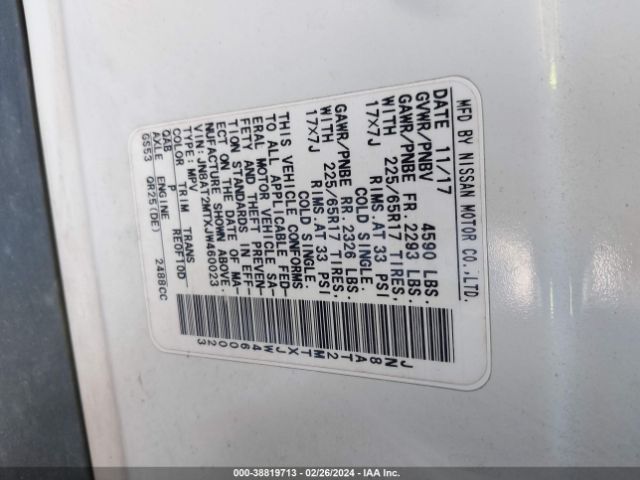 MFD BY NISSAN MOTOR CO.,LTD.
DATE 11/17
GVWR/PNBV 4590 LBS.
GAWR/PNBE FR.2293 LBS.
WITH 225/65R17 TIRES,
17X7J RIMS.AT 33 PSI
COLD SINGLE
GAWR/PNBE RR.2326 LBS.
WITH 225/65R17 TIRES,
17X7J RIMS.AT 33 PSI
COLD SINGLE
THIS VEHICLE CONFORMS
TO ALL APPLICABLE FED-
ERAL MOTOR VEHICLE SA-
FETY AND THEFT PREVEN-
TION STANDARDS IN EFF-
ECT ON THE DATE OF MA-
NUFACTURE SHOWN ABOVE.
VIN:JN8AT2MTXJW460023
TYPE: MPV
COLOR TRIM TRANS
QAB P RE0F10D
AXLE ENGINE
GS53 QR25(DE) 2488CC
JN8AT2MTXJW460023
000-38819713 - 02/26/2024 - IAA Inc.